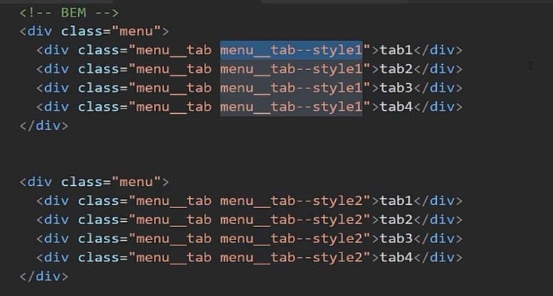 <!-- BEM -->
<div class="menu">
<div class="menu__tab menu__tab--style1">tab1</div>
<div class="menu__tab menu__tab--style1">tab2</div>
<div class="menu__tab menu__tab--style1">tab3</div>
<div class="menu__tab menu__tab--style1">tab4</div>
</div>
<div class="menu">
<div class="menu__tab menu__tab--style2">tab1</div>
<div class="menu__tab menu__tab--style2">tab2</div>
<div class="menu__tab menu__tab--style2">tab3</div>
<div class="menu__tab menu__tab--style2">tab4</div>
</div>